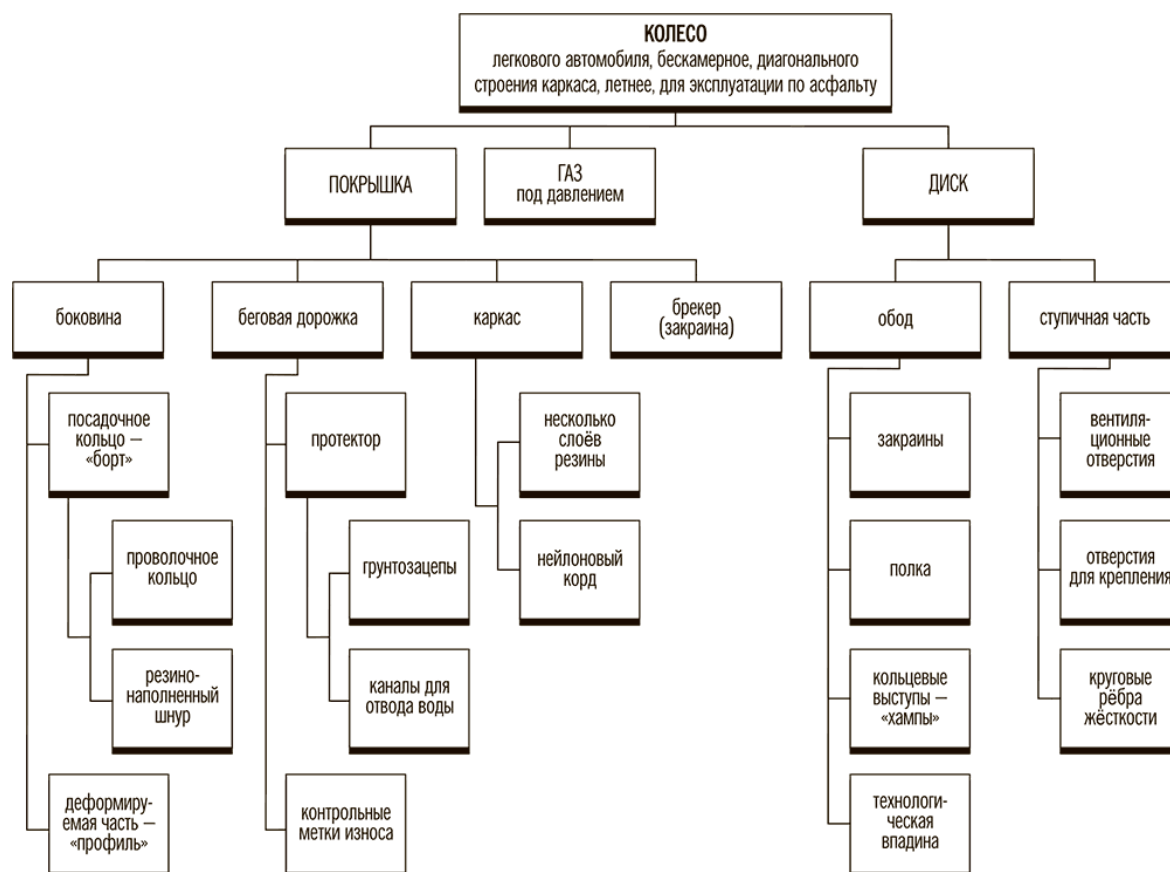 КОЛЕСО
легкового автомобиля, бескамерное, диагонального
строения каркаса, летнее, для эксплуатации по асфальту
ПОКРЫШКА
ГАЗ
под давлением
ДИСК
боковина
беговая дорожка
каркас
брекер
(закраина)
обод
ступичная часть
посадочное
кольцо —
«борт»
протектор
несколько
слоёв
резины
закраины
вентиля-
ционные
отверстия
проволочное
кольцо
грунтозацепы
нейлоновый
корд
полка
отверстия
для крепления
резино-
наполненный
шнур
каналы для
отвода воды
кольцевые
выступы —
«хампы»
круговые
рёбра
жёсткости
деформиру-
емая часть —
«профиль»
контрольные
метки износа
технологи-
ческая
впадина